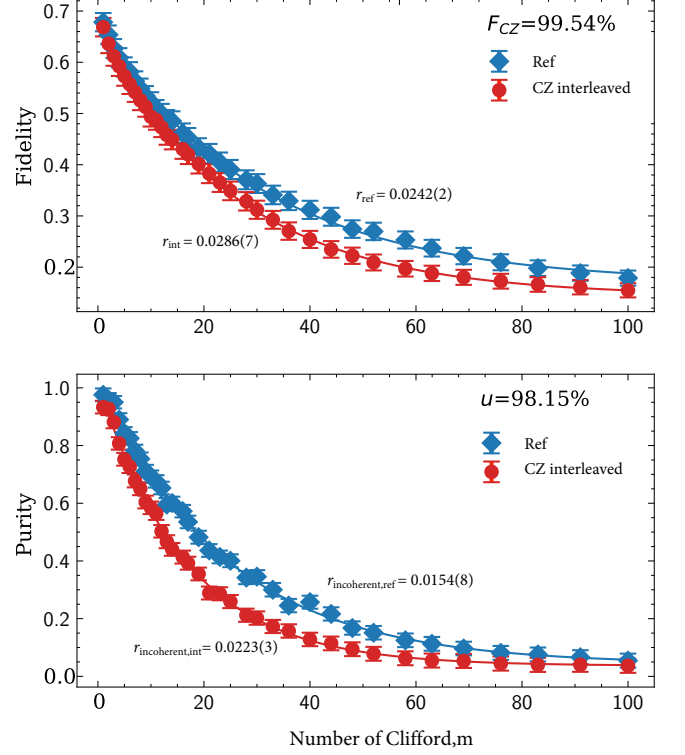 0.7
0.6
0.5
0.4
0.3
0.2
Fidelity
F_CZ=99.54%
Ref
CZ interleaved
r_ref = 0.0242(2)
r_int = 0.0286(7)
0 20 40 60 80 100
1.0
0.8
0.6
0.4
0.2
0.0
Purity
u=98.15%
Ref
CZ interleaved
r_incoherent,ref = 0.0154(8)
r_incoherent,int = 0.0223(3)
0 20 40 60 80 100
Number of Clifford,m